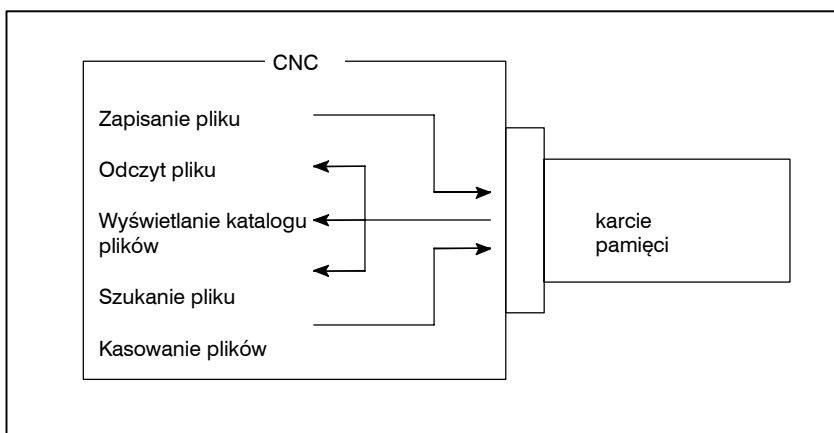 CNC
Zapisanie pliku
Odczyt pliku
Wyświetlanie katalogu
plików
Szukanie pliku
Kasowanie plików
karcie
pamięci